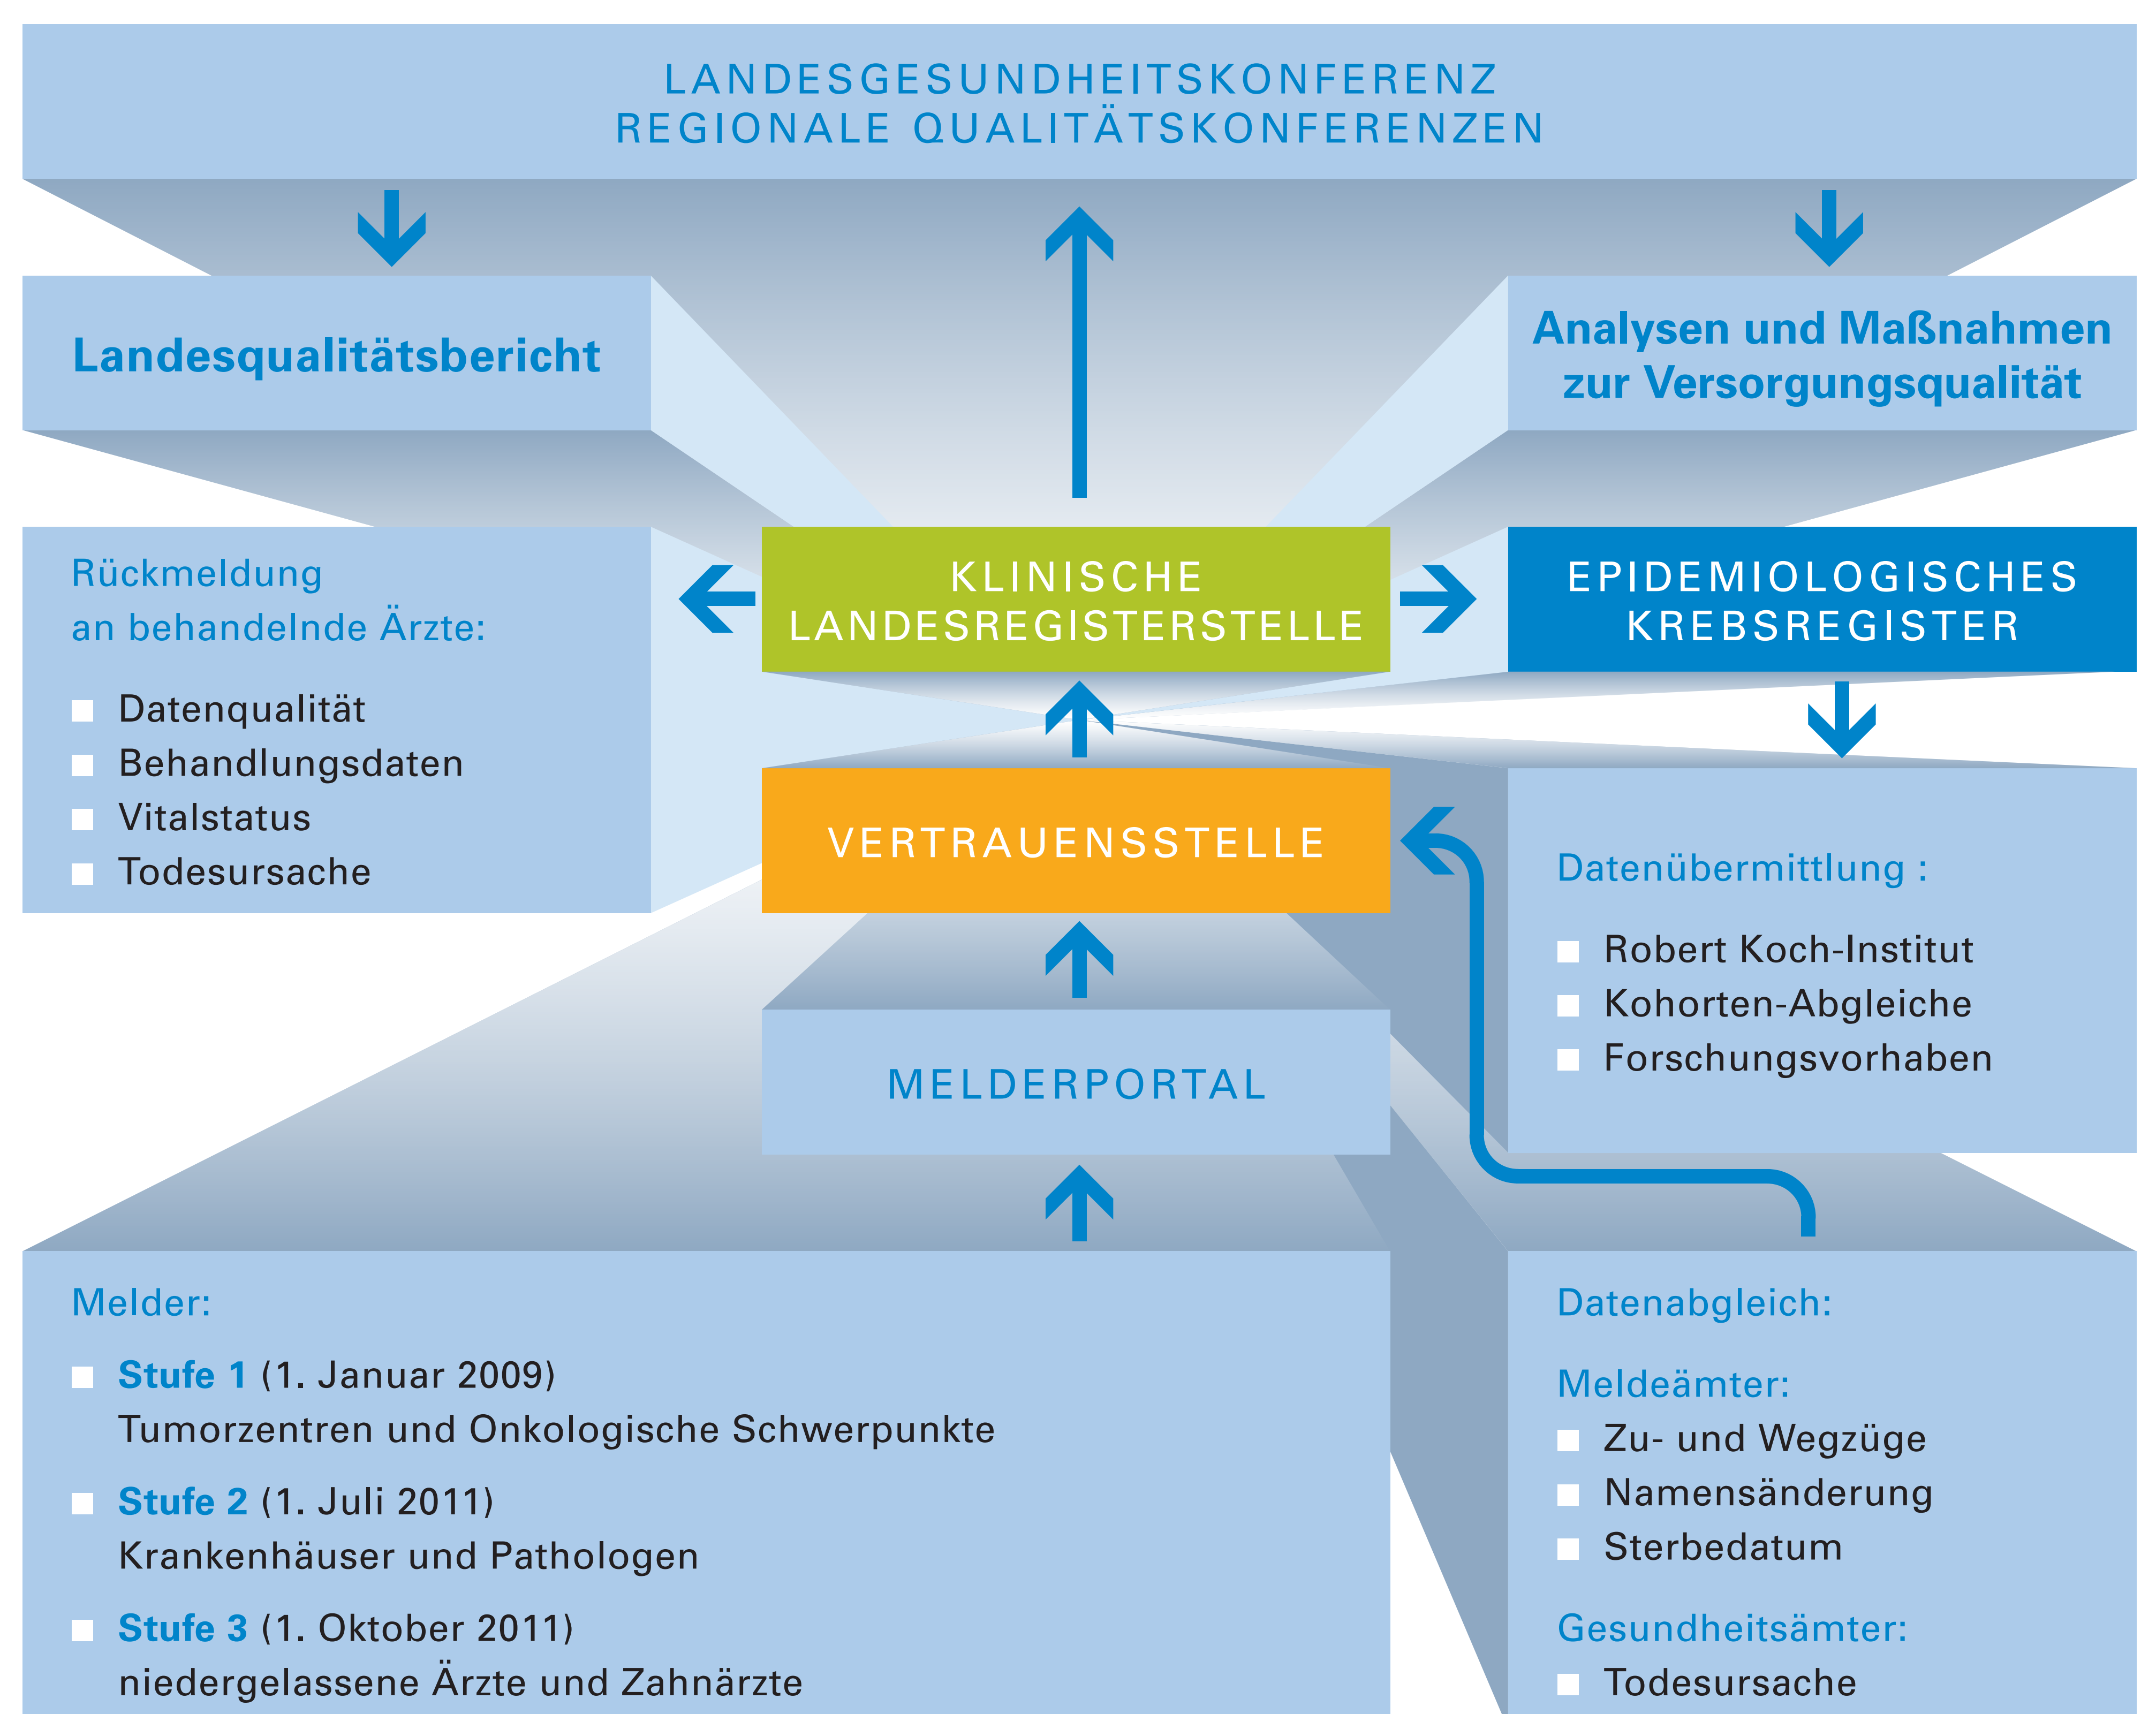 LANDESGESUNDHEITSKONFERENZ
REGIONALE QUALITÄTSKONFERENZEN
Landesqualitätsbericht
Analysen und Maßnahmen
zur Versorgungsqualität
Rückmeldung
an behandelnde Ärzte:
Datenqualität
Behandlungsdaten
Vitalstatus
Todesursache
KLINISCHE
LANDESREGISTERSTELLE
EPIDEMIOLOGISCHES
KREBSREGISTER
VERTRAUENSSTELLE
Datenübermittlung :
Robert Koch-Institut
Kohorten-Abgleiche
Forschungsvorhaben
MELDERPORTAL
Melder:
Stufe 1 (1. Januar 2009)
Tumorzentren und Onkologische Schwerpunkte
Stufe 2 (1. Juli 2011)
Krankenhäuser und Pathologen
Stufe 3 (1. Oktober 2011)
niedergelassene Ärzte und Zahnärzte
Datenabgleich:
Meldeämter:
Zu- und Wegzüge
Namensänderung
Sterbedatum
Gesundheitsämter:
Todesursache